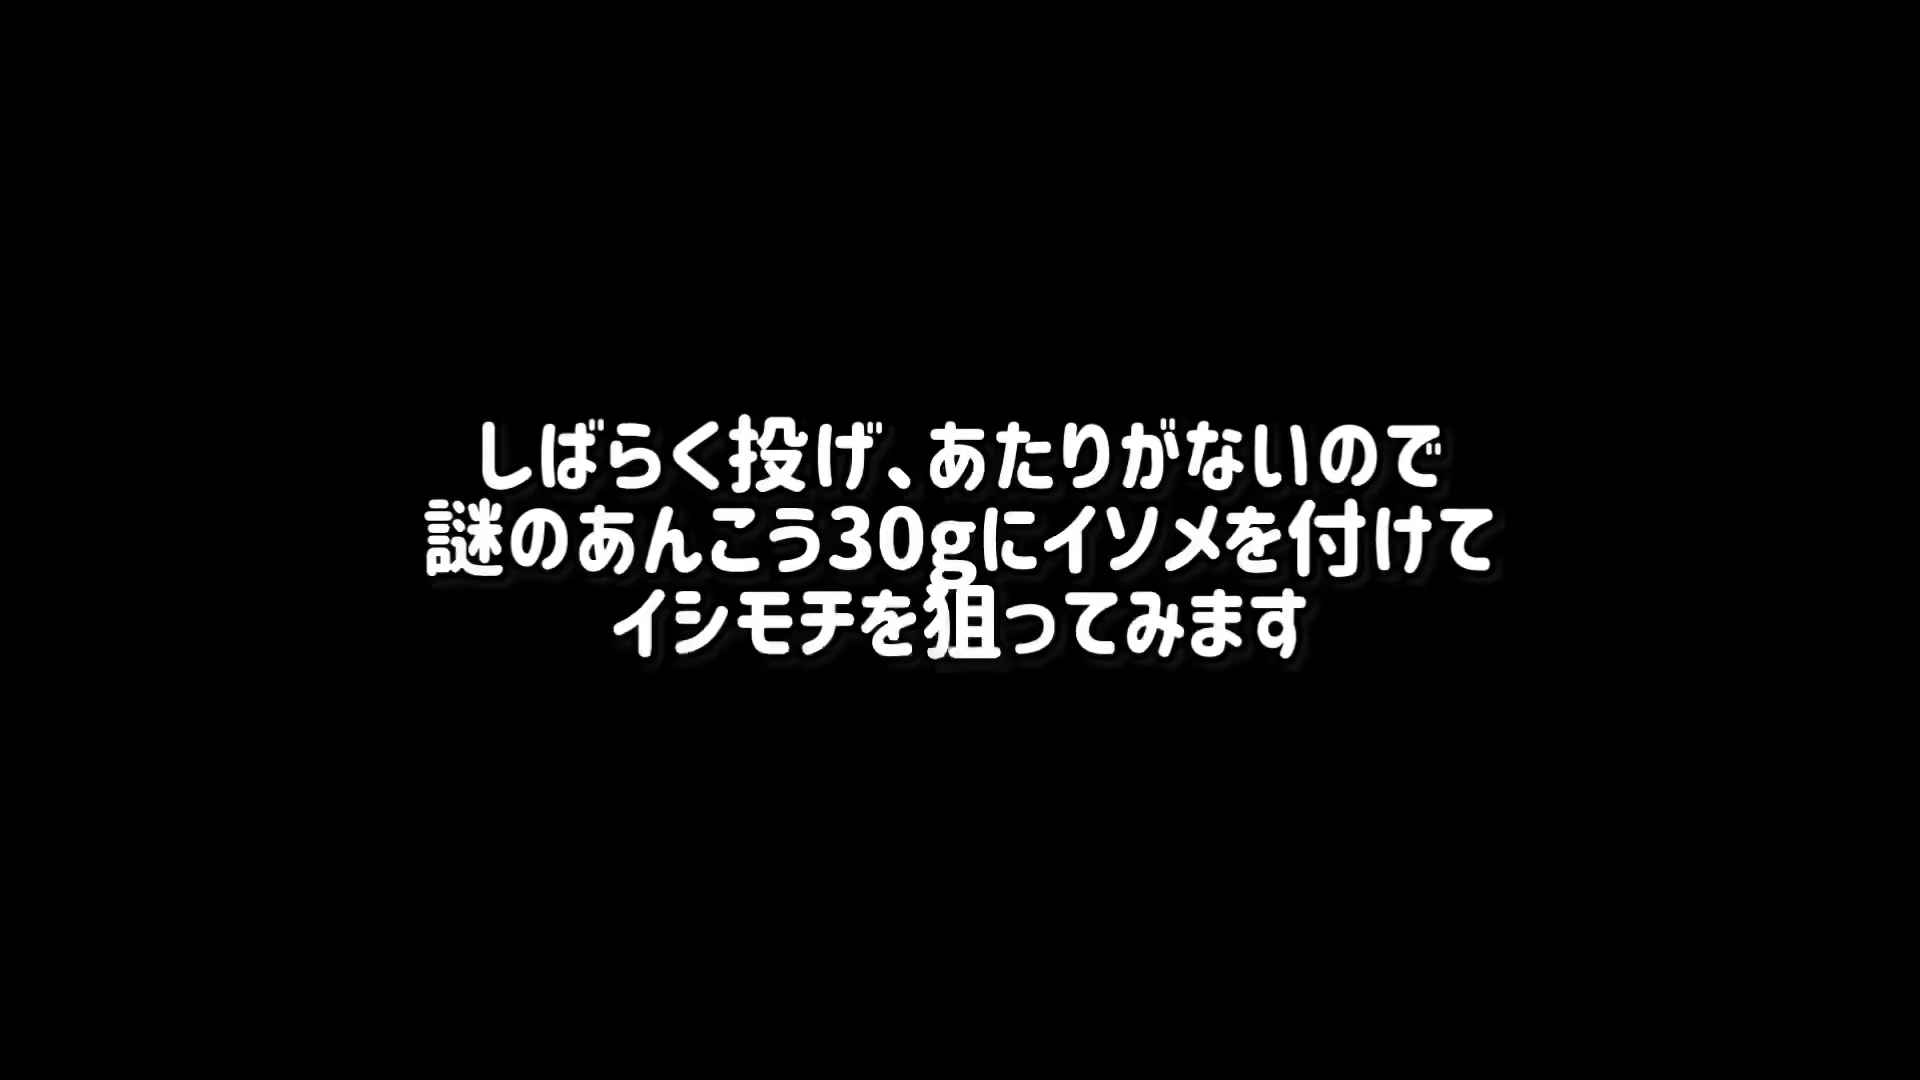 しばらく投げ、あたりがないので
謎のあんこう30gにイソメを付けて
イシモチを狙ってみます